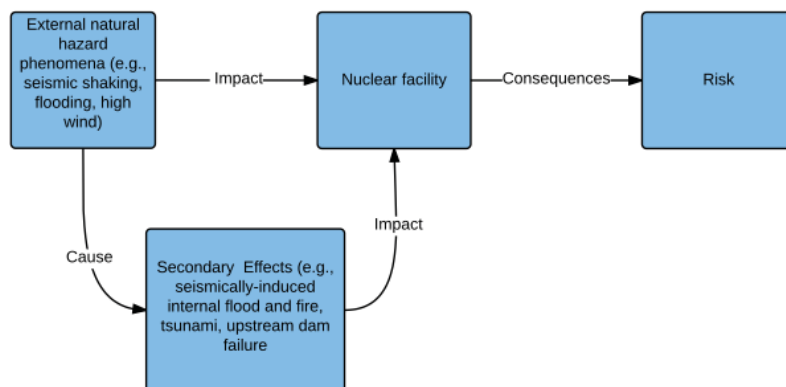 External natural
hazard
phenomena (e.g.,
seismic shaking,
flooding, high
wind)
Impact
Nuclear facility
Consequences
Risk
Cause
Impact
Secondary  Effects (e.g.,
seismically-induced
internal flood and fire,
tsunami, upstream dam
failure